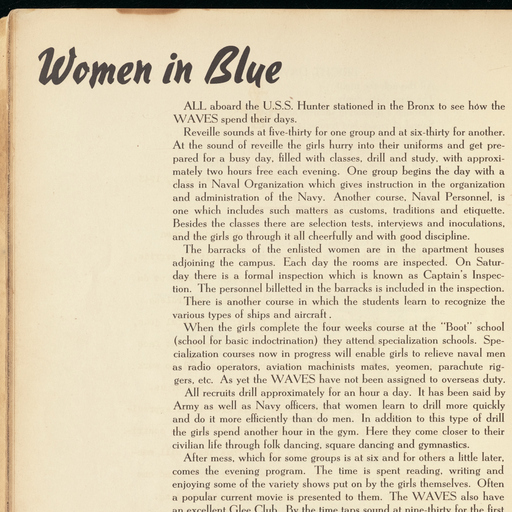 Women in Blue
ALL aboard the U.S.S. Hunter stationed in the Bronx to see how the
WAVES spend their days.
Reveille sounds at five-thirty for one group and at six-thirty for another.
At the sound of reveille the girls hurry into their uniforms and get pre-
pared for a busy day, filled with classes, drill and study, with approxi-
mately two hours free each evening. One group begins the day with a
class in Naval Organization which gives instruction in the organization
and administration of the Navy. Another course, Naval Personnel, is
one which includes such matters as customs, traditions and etiquette.
Besides the classes there are selection tests, interviews and inoculations,
and the girls go through it all cheerfully and with good discipline.
The barracks of the enlisted women are in the apartment houses
adjoining the campus. Each day the rooms are inspected. On Satur-
day there is a formal inspection which is known as Captain's Inspec-
tion. The personnel billetted in the barracks is included in the inspection.
There is another course in which the students learn to recognize the
various types of ships and aircraft.
When the girls complete the four weeks course at the "Boot" school
(school for basic indoctrination) they attend specialization schools. Spe-
cialization courses now in progress will enable girls to relieve naval men
as radio operators, aviation machinists mates, yeomen, parachute rig-
gers, etc. As yet the WAVES have not been assigned to overseas duty.
All recruits drill approximately for an hour a day. It has been said by
Army as well as Navy officers, that women learn to drill more quickly
and do it more efficiently than do men. In addition to this type of drill
the girls spend another hour in the gym. Here they come closer to their
civilian life through folk dancing, square dancing and gymnastics.
After mess, which for some groups is at six and for others a little later,
comes the evening program. The time is spent reading, writing and
enjoying some of the variety shows put on by the girls themselves. Often
a popular current movie is presented to them. The WAVES also have
an excellent Glee Club. By the time taps sound at nine-thirty for the first